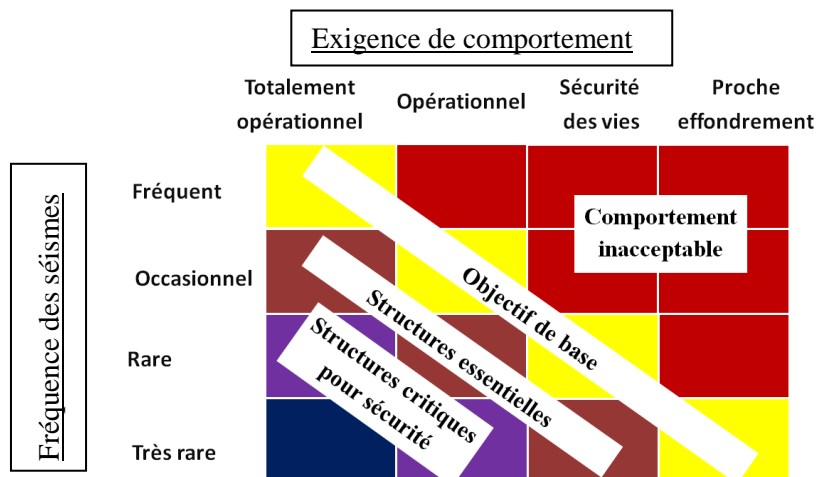 Exigence de comportement
Totalement
opérationnel
Opérationnel
Sécurité
des vies
Proche
effondrement
Fréquence des séismes
Fréquent
Occasionnel
Rare
Très rare
Comportement
inacceptable
Objectif de base
Structures essentielles
Structures critiques
pour sécurité